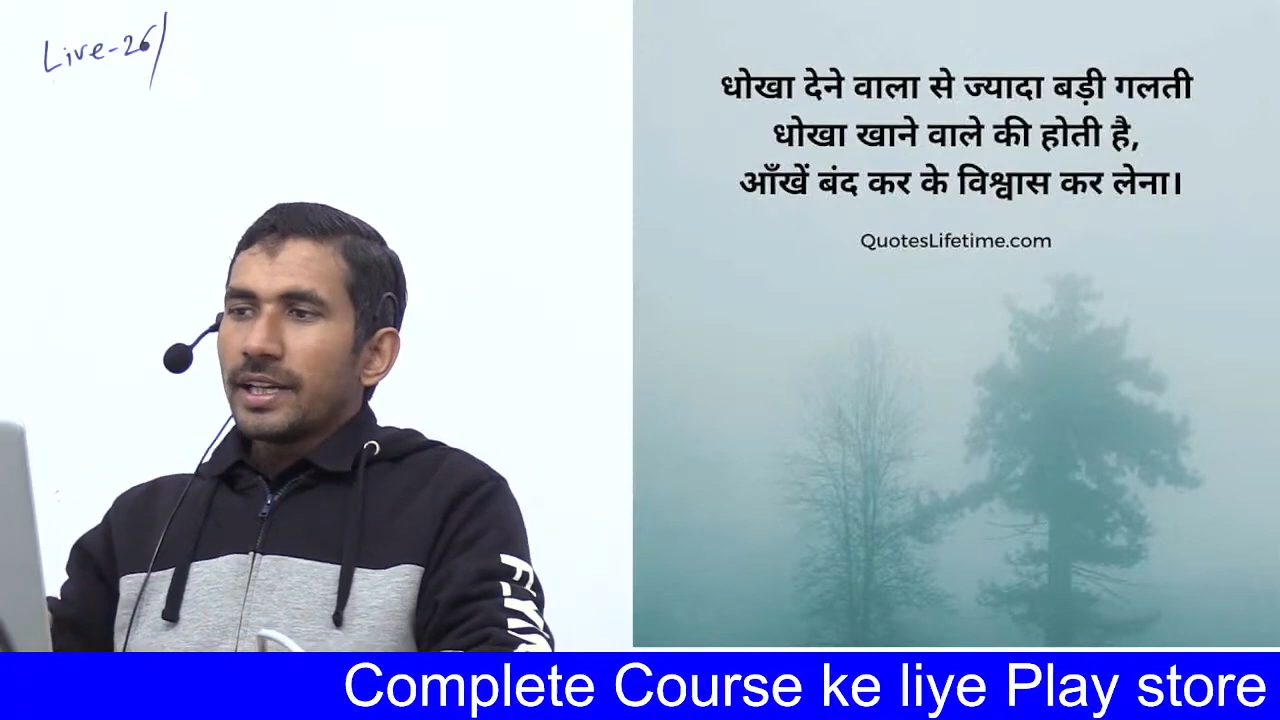 Live-26/
धोखा देने वाला से ज्यादा बड़ी गलती
धोखा खाने वाले की होती है,
आँखें बंद कर के विश्वास कर लेना।
QuotesLifetime.com
Complete Course ke liye Play store